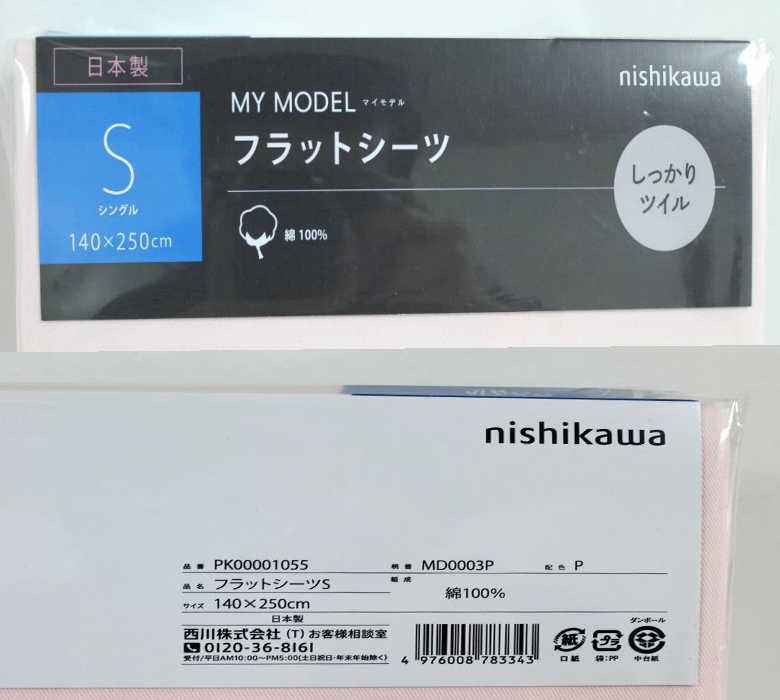 日本製
nishikawa
S
シングル
140×250cm
MY MODEL マイモデル
フラットシーツ
綿100%
しっかり
ツイル
nishikawa
品番 PK00001055 柄番 MD0003P 配色 P
品名 フラットシーツS 組成 綿100%
サイズ 140×250cm
日本製
西川株式会社(T)お客様相談室
0120-36-8161
受付/平日AM10:00〜PM5:00(土日祝日・年末年始除く)
4 976008 783343
紙 口紙
プラ 袋:PP
ダンボール
中台紙